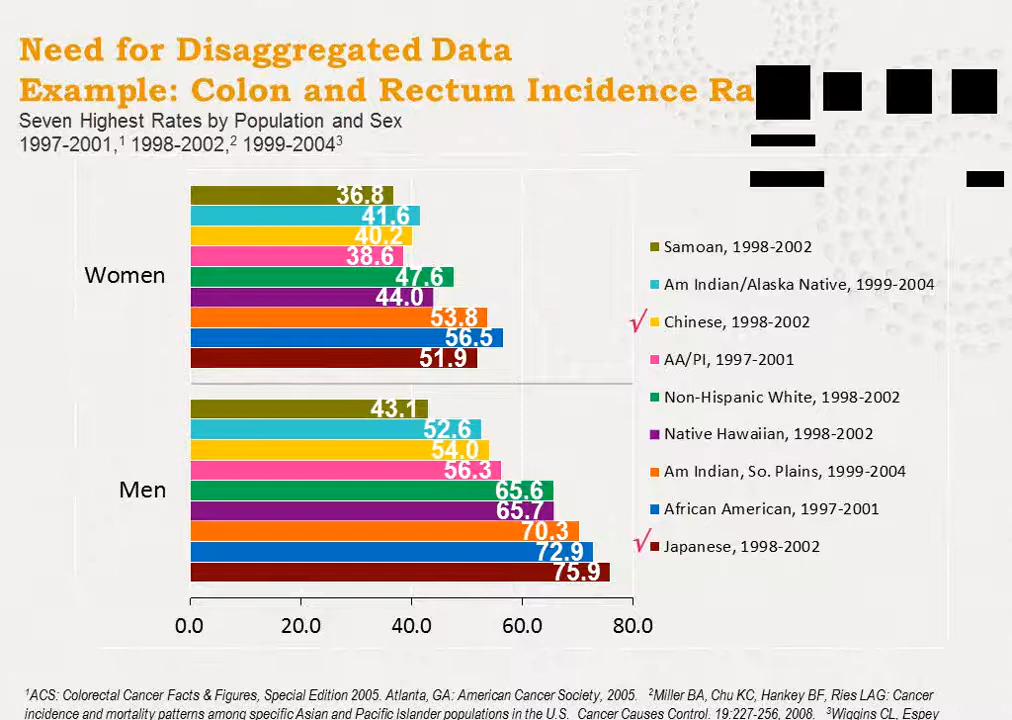 Need for Disaggregated Data
Example: Colon and Rectum Incidence Ra
Seven Highest Rates by Population and Sex
1997-2001,¹ 1998-2002,² 1999-2004³
Women
36.8
41.6
40.2
38.6
47.6
44.0
53.8
56.5
51.9
Men
43.1
52.6
54.0
56.3
65.6
65.7
70.3
72.9
75.9
0.0 20.0 40.0 60.0 80.0
Samoan, 1998-2002
Am Indian/Alaska Native, 1999-2004
√ Chinese, 1998-2002
AA/PI, 1997-2001
Non-Hispanic White, 1998-2002
Native Hawaiian, 1998-2002
Am Indian, So. Plains, 1999-2004
African American, 1997-2001
√ Japanese, 1998-2002
¹ACS: Colorectal Cancer Facts & Figures, Special Edition 2005. Atlanta, GA: American Cancer Society, 2005. ²Miller BA, Chu KC, Hankey BF, Ries LAG: Cancer
incidence and mortality patterns among specific Asian and Pacific Islander populations in the U.S. Cancer Causes Control. 19:227-256, 2008. ³Wiggins CL, Espey